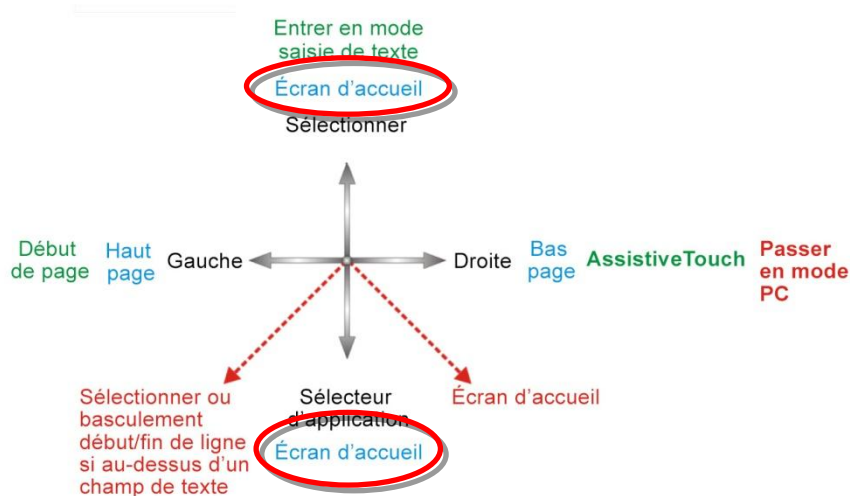 Entrer en mode
saisie de texte
Écran d'accueil
Sélectionner
Début
de page
Haut
page
Gauche
Droite
Bas
page
AssistiveTouch
Passer
en mode
PC
Sélectionner ou
basculement
début/fin de ligne
si au-dessus d'un
champ de texte
Sélecteur
d'application
Écran d'accueil
Écran d'accueil